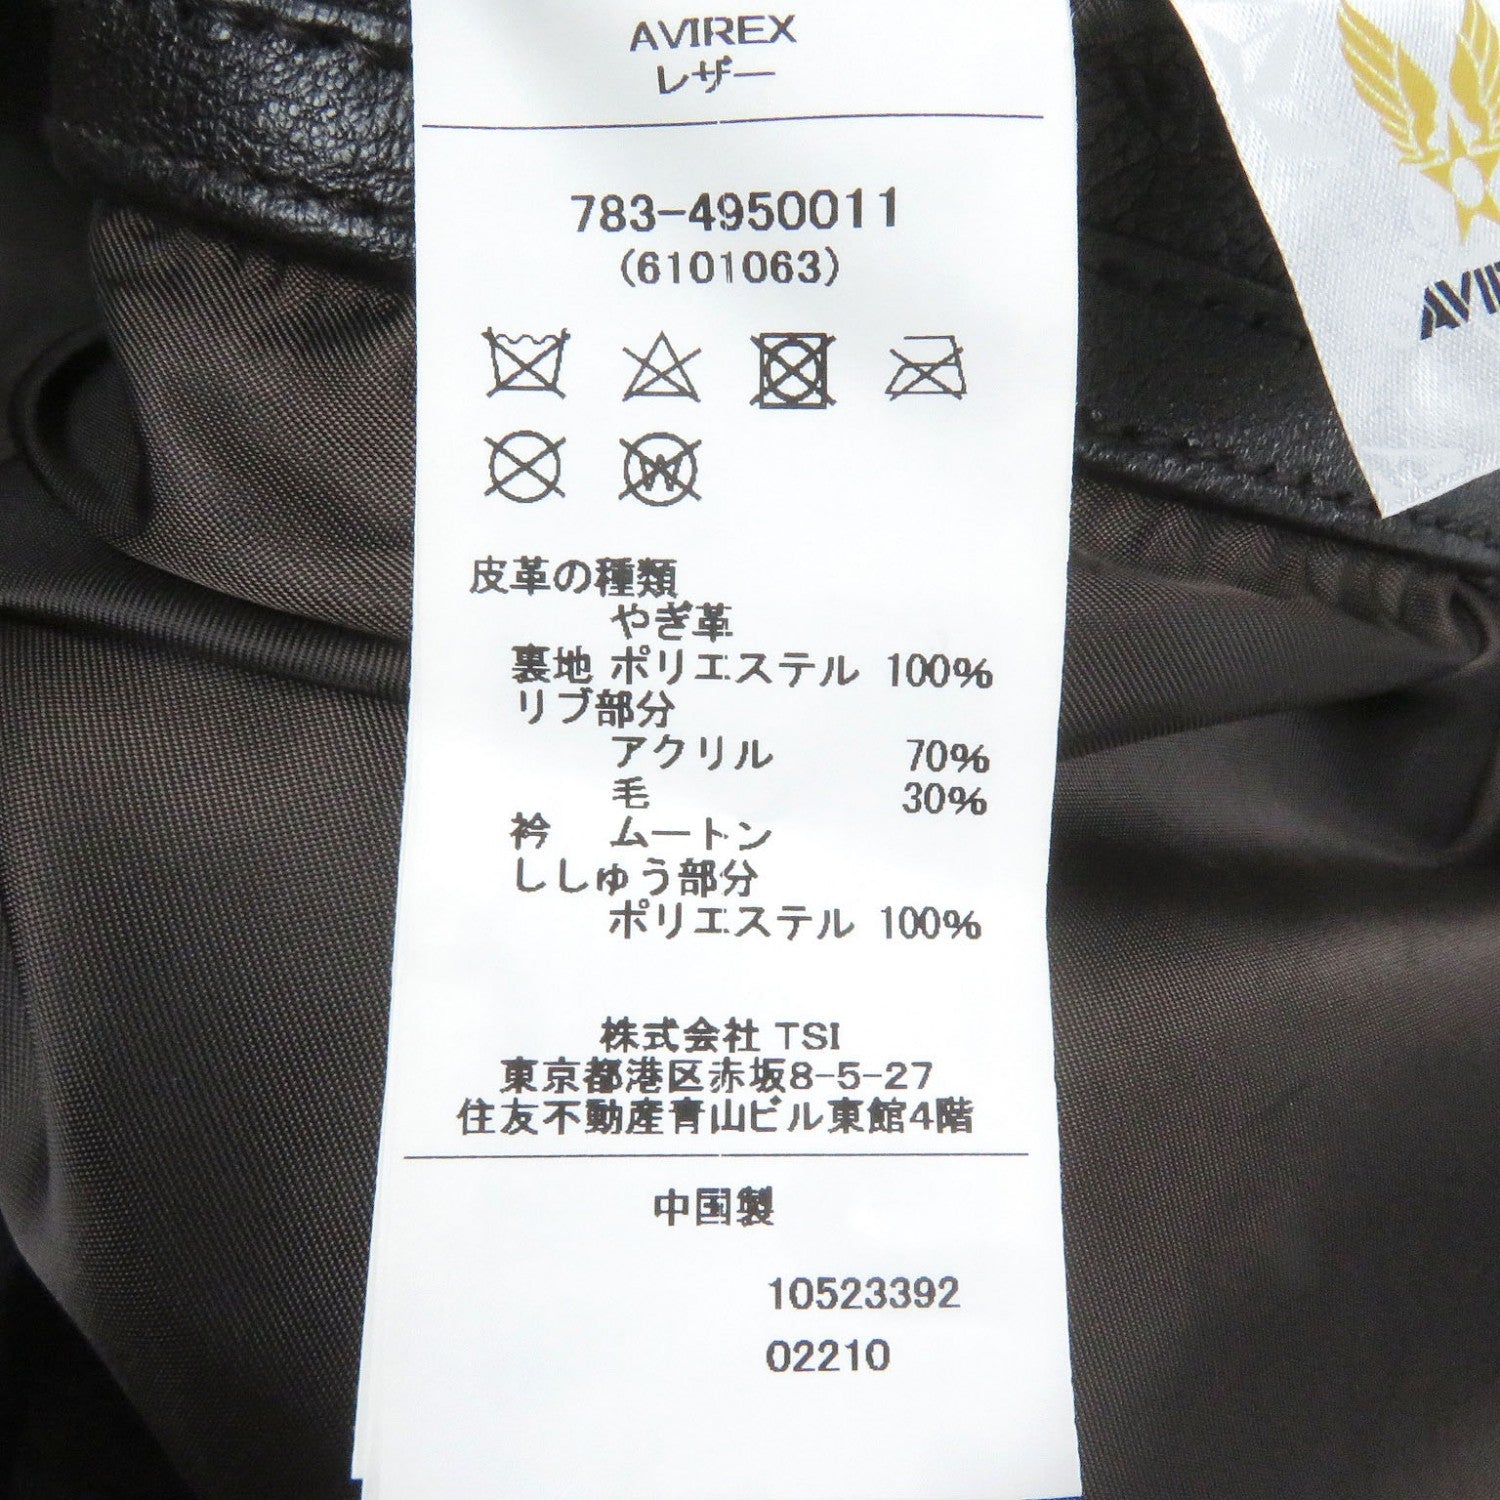 AVIREX
レザー
783-4950011
(6101063)
W
皮革の種類
やぎ革
裏地 ポリエステル 100%
リブ部分
アクリル 70%
毛 30%
衿 ムートン
ししゅう部分
ポリエステル 100%
株式会社 TSI
東京都港区赤坂8-5-27
住友不動産青山ビル東館4階
中国製
10523392
02210